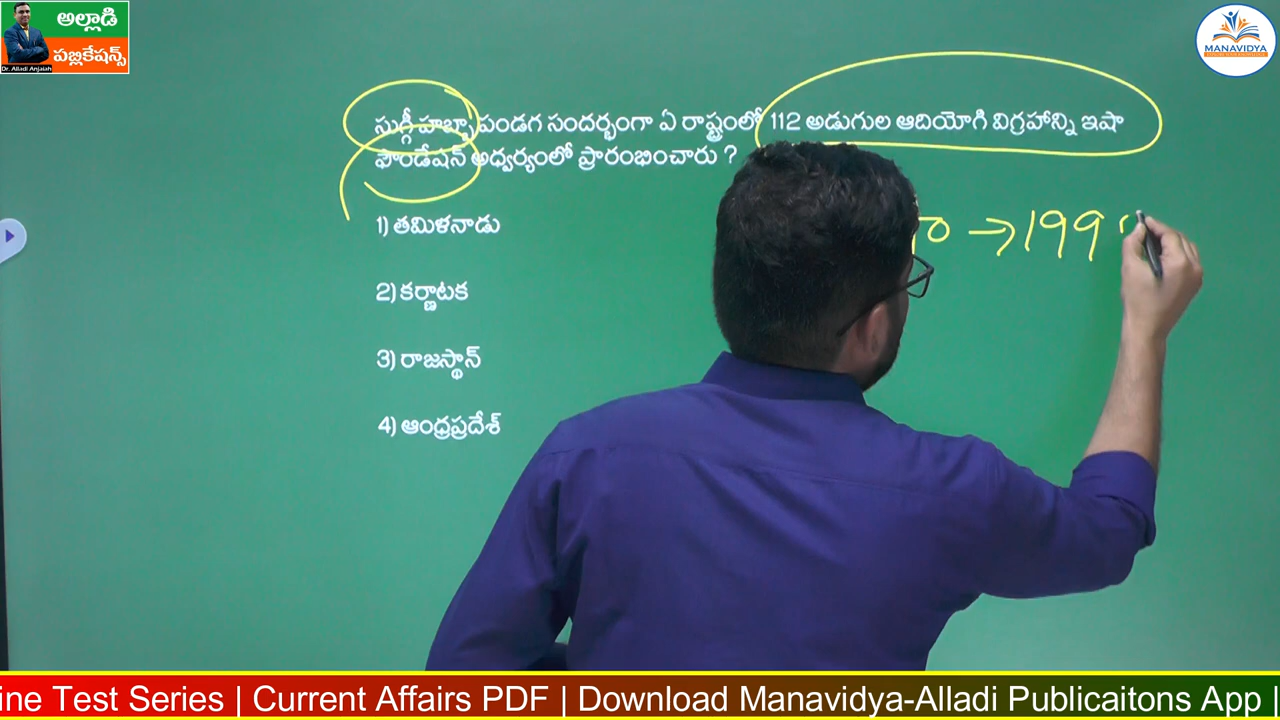 అల్లాడి
పబ్లికేషన్స్
Dr. Alladi Anjaiah
MANAVIDYA
సుగ్గీ హబ్బా పండగ సందర్భంగా ఏ రాష్ట్రంలో 112 అడుగుల ఆదియోగి విగ్రహాన్ని ఇషా
ఫౌండేషన్ అధ్వర్యంలో ప్రారంభించారు ?
1) తమిళనాడు
→ 199
2) కర్ణాటక
3) రాజస్థాన్
4) ఆంధ్రప్రదేశ్
ine Test Series | Current Affairs PDF | Download Manavidya-Alladi Publicaitons App |